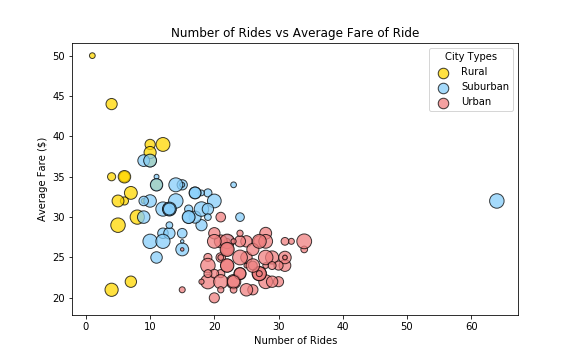 Number of Rides vs Average Fare of Ride
City Types
Rural
Suburban
Urban
Average Fare ($)
50
45
40
35
30
25
20
0 10 20 30 40 50 60
Number of Rides